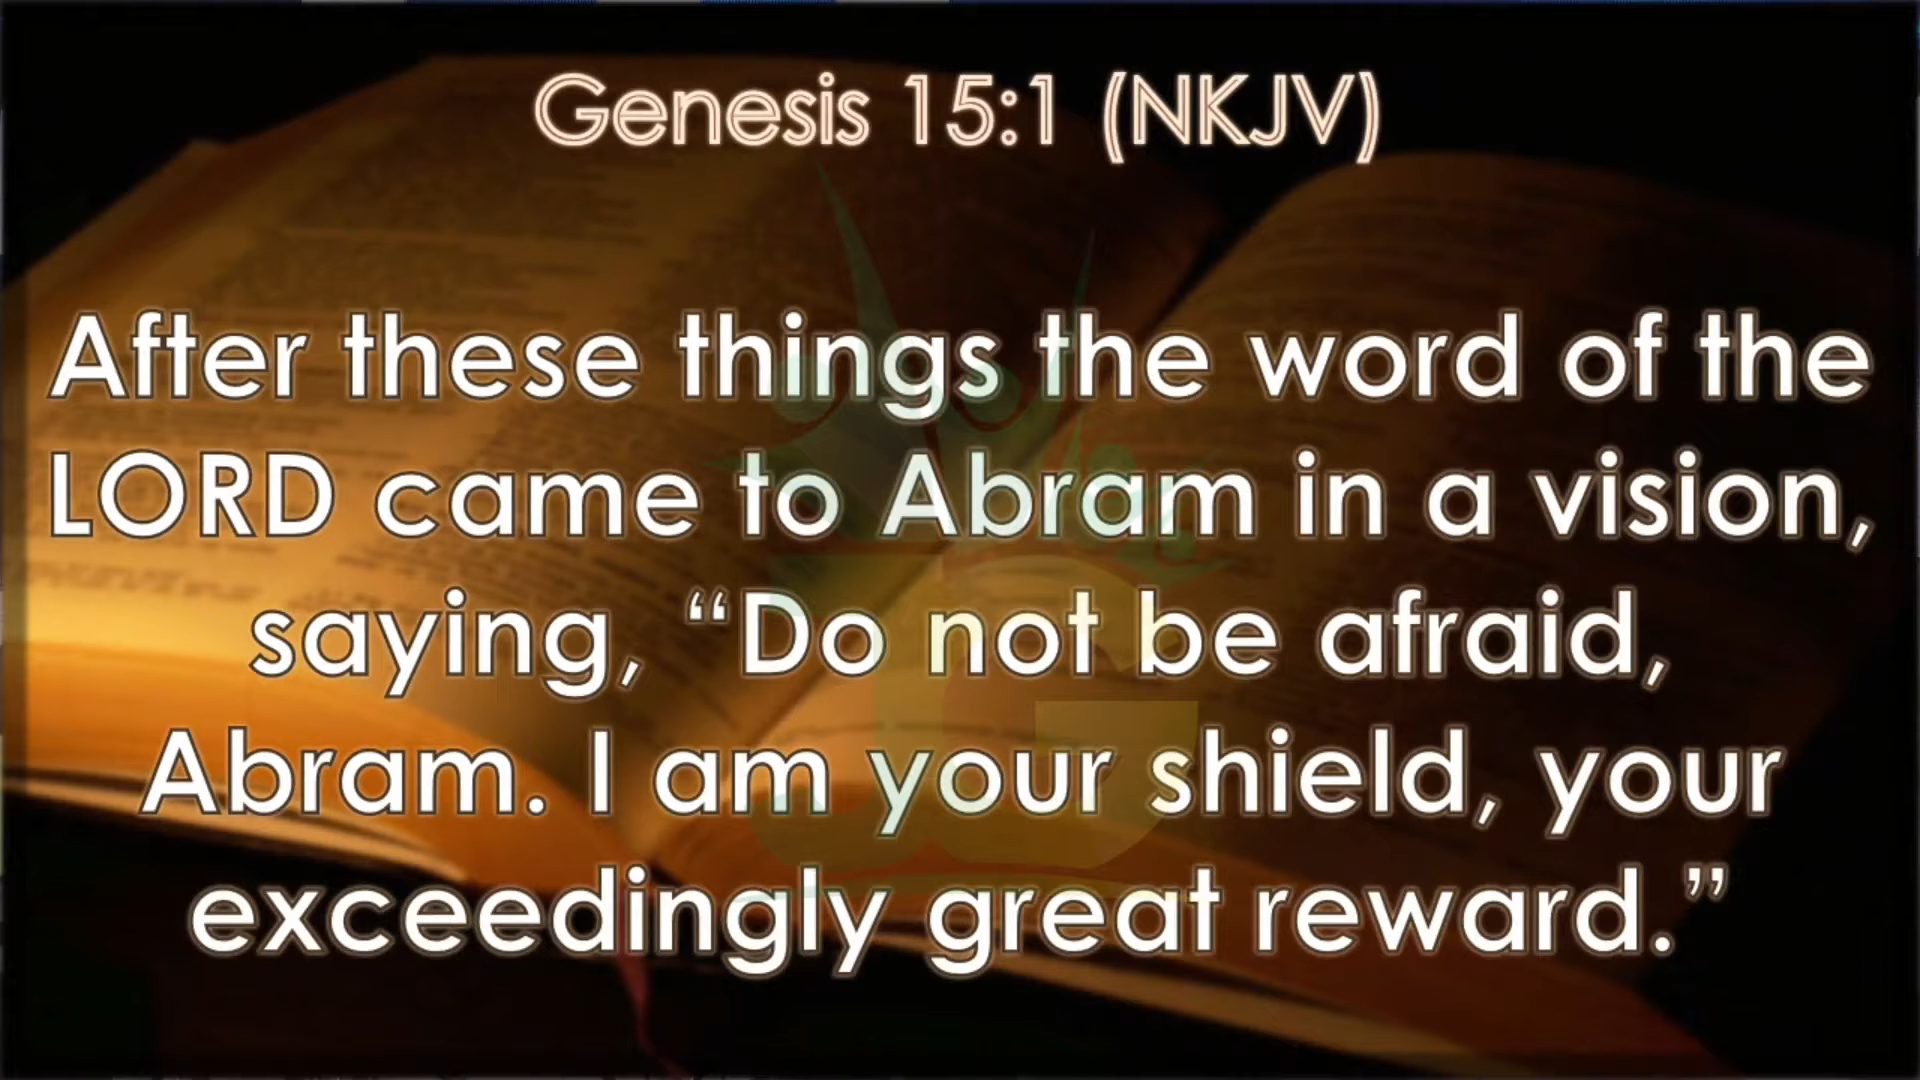 Genesis 15:1 (NKJV)
After these things the word of the
LORD came to Abram in a vision,
saying, “Do not be afraid,
Abram. I am your shield, your
exceedingly great reward.”